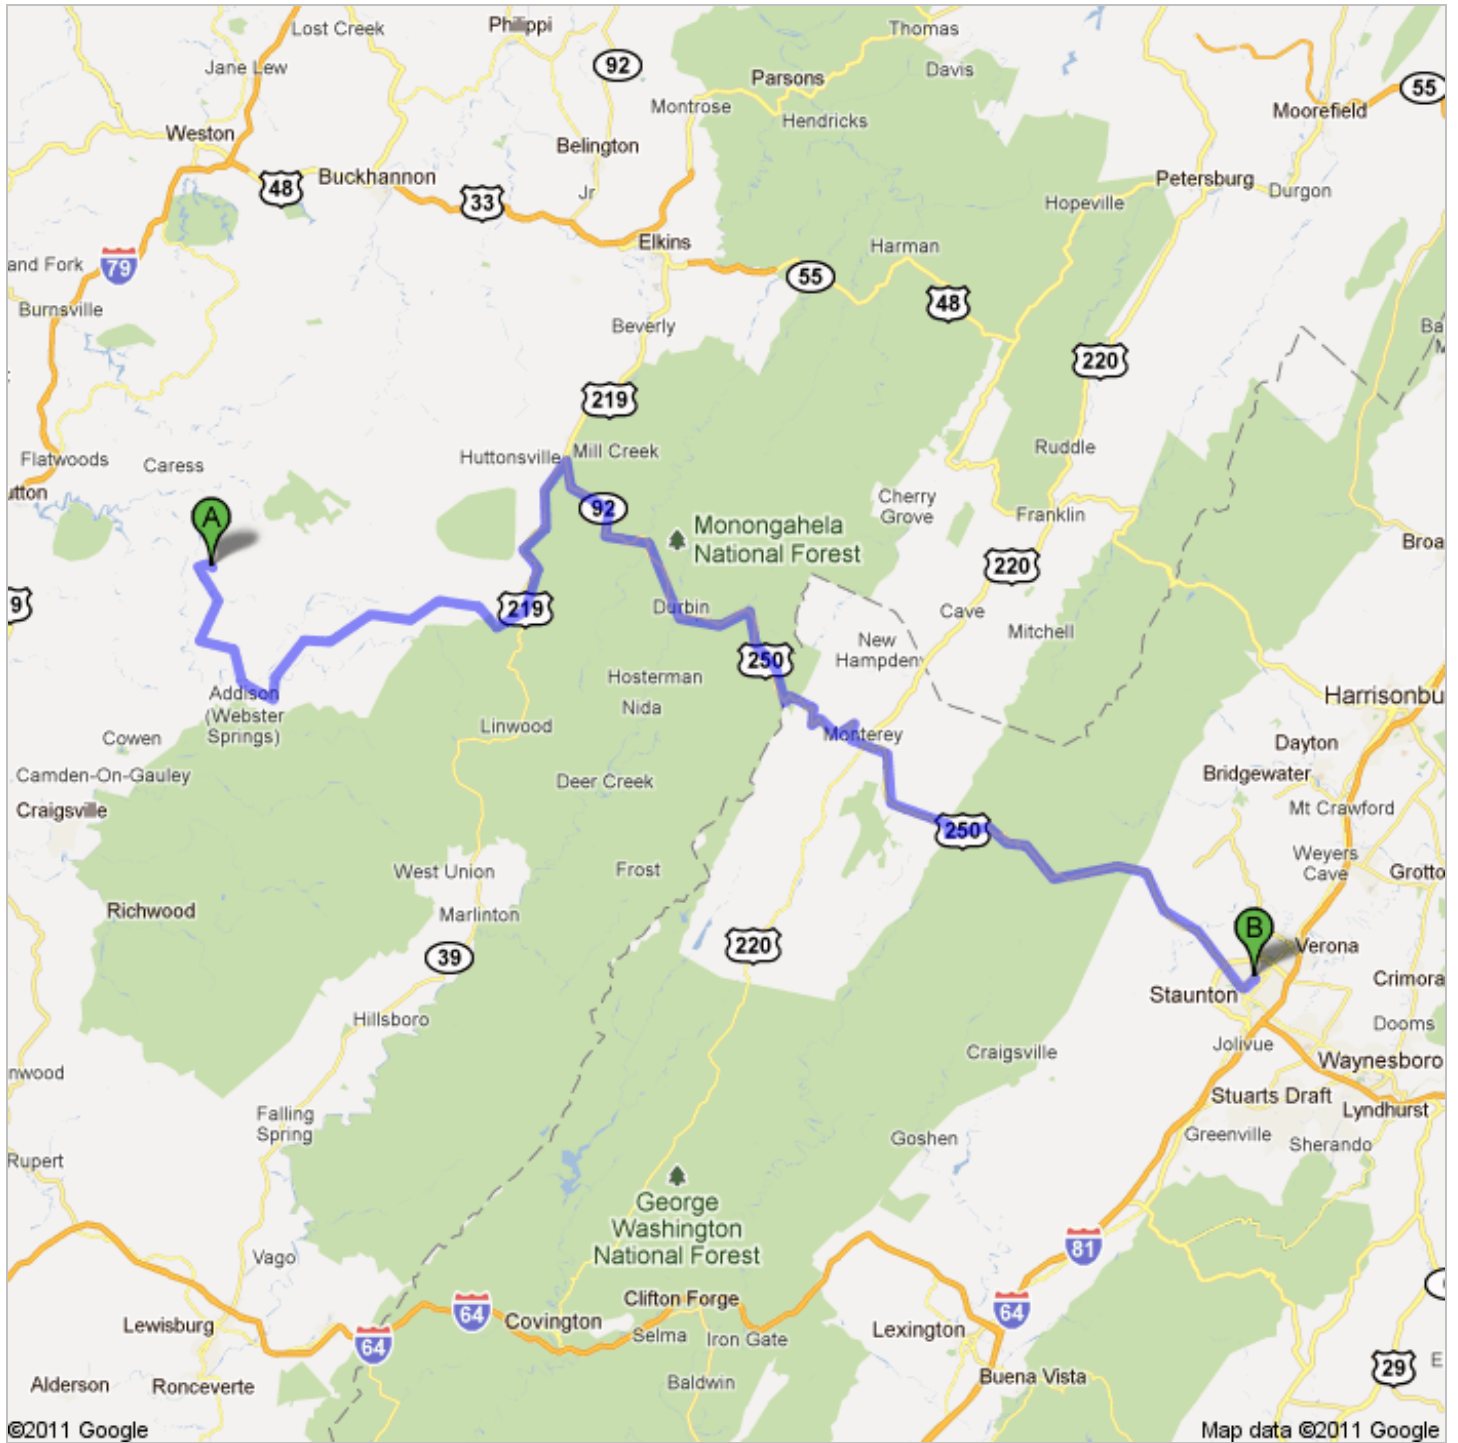 Lost Creek
Philippi
Thomas
92
Jane Lew
Davis
Parsons
55
Montrose
Moorefield
Hendricks
Weston
Belington
48
Buckhannon
33
Jr
Petersburg
Durgon
Hopeville
Elkins
Harman
and Fork
79
55
48
Burnsville
Beverly
Ba
220
219
Flatwoods
Caress
Huttonsville
Mill Creek
Ruddle
utton
92
Cherry
Grove
Franklin
A
Monongahela
National Forest
Broa
220
9
219
Durbin
Cave
New
Hampden
Mitchell
250
Hosterman
Addison
(Webster
Springs)
Nida
Harrisonbu
Linwood
Cowen
Monterey
Dayton
Camden-On-Gauley
Deer Creek
Bridgewater
Craigsville
Mt Crawford
250
Weyers
Cave
West Union
Frost
Grotto
Richwood
Marlinton
B
220
Verona
39
Crimora
Staunton
Hillsboro
Dooms
Jolivue
Craigsville
Waynesboro
nwood
Stuarts Draft
Lyndhurst
Falling
Spring
Goshen
Greenville
Sherando
Rupert
George
Washington
National Forest
81
Vago
Clifton Forge
64
64
Covington
Lewisburg
64
Selma
Iron Gate
Lexington
29
E
Alderson
Ronceverte
Baldwin
Buena Vista
©2011 Google
Map data ©2011 Google